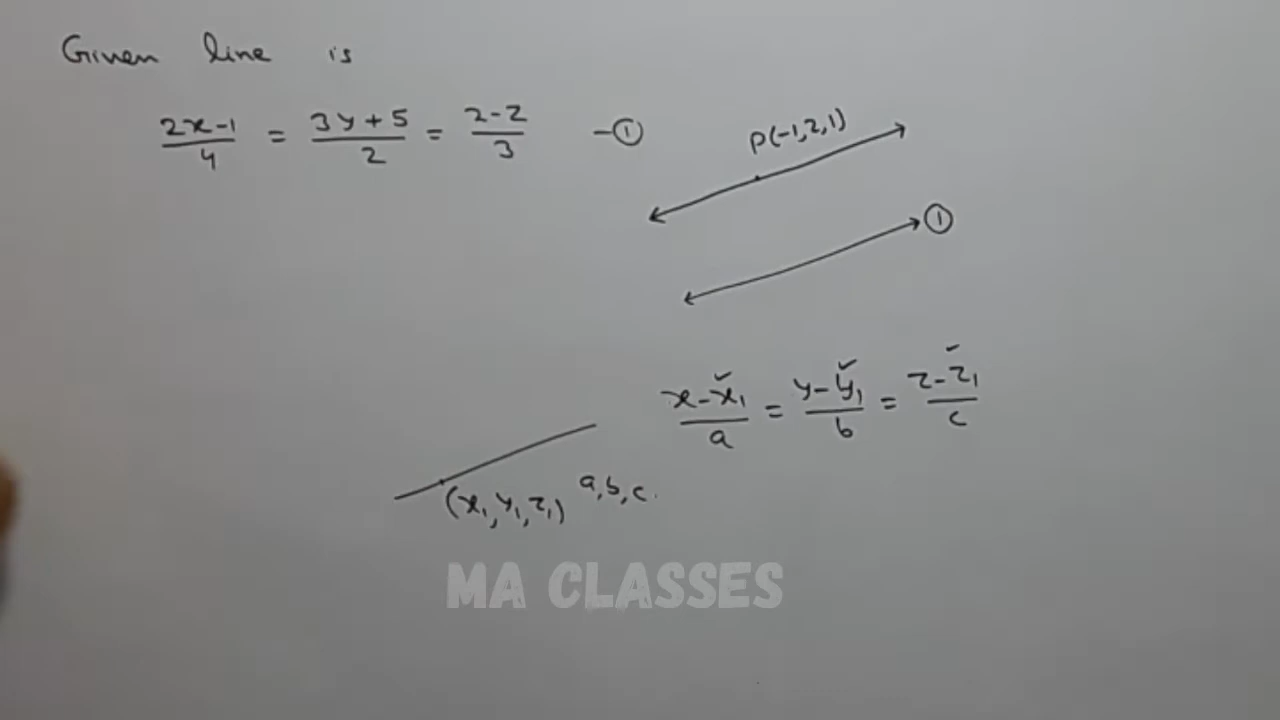 Given line is
(2x-1)/4 = (3y+5)/2 = (2-z)/3 -①
P(-1,2,1)
①
(x-x₁)/a = (y-y₁)/b = (z-z₁)/c
(x₁, y₁, z₁) a,b,c.
MA CLASSES